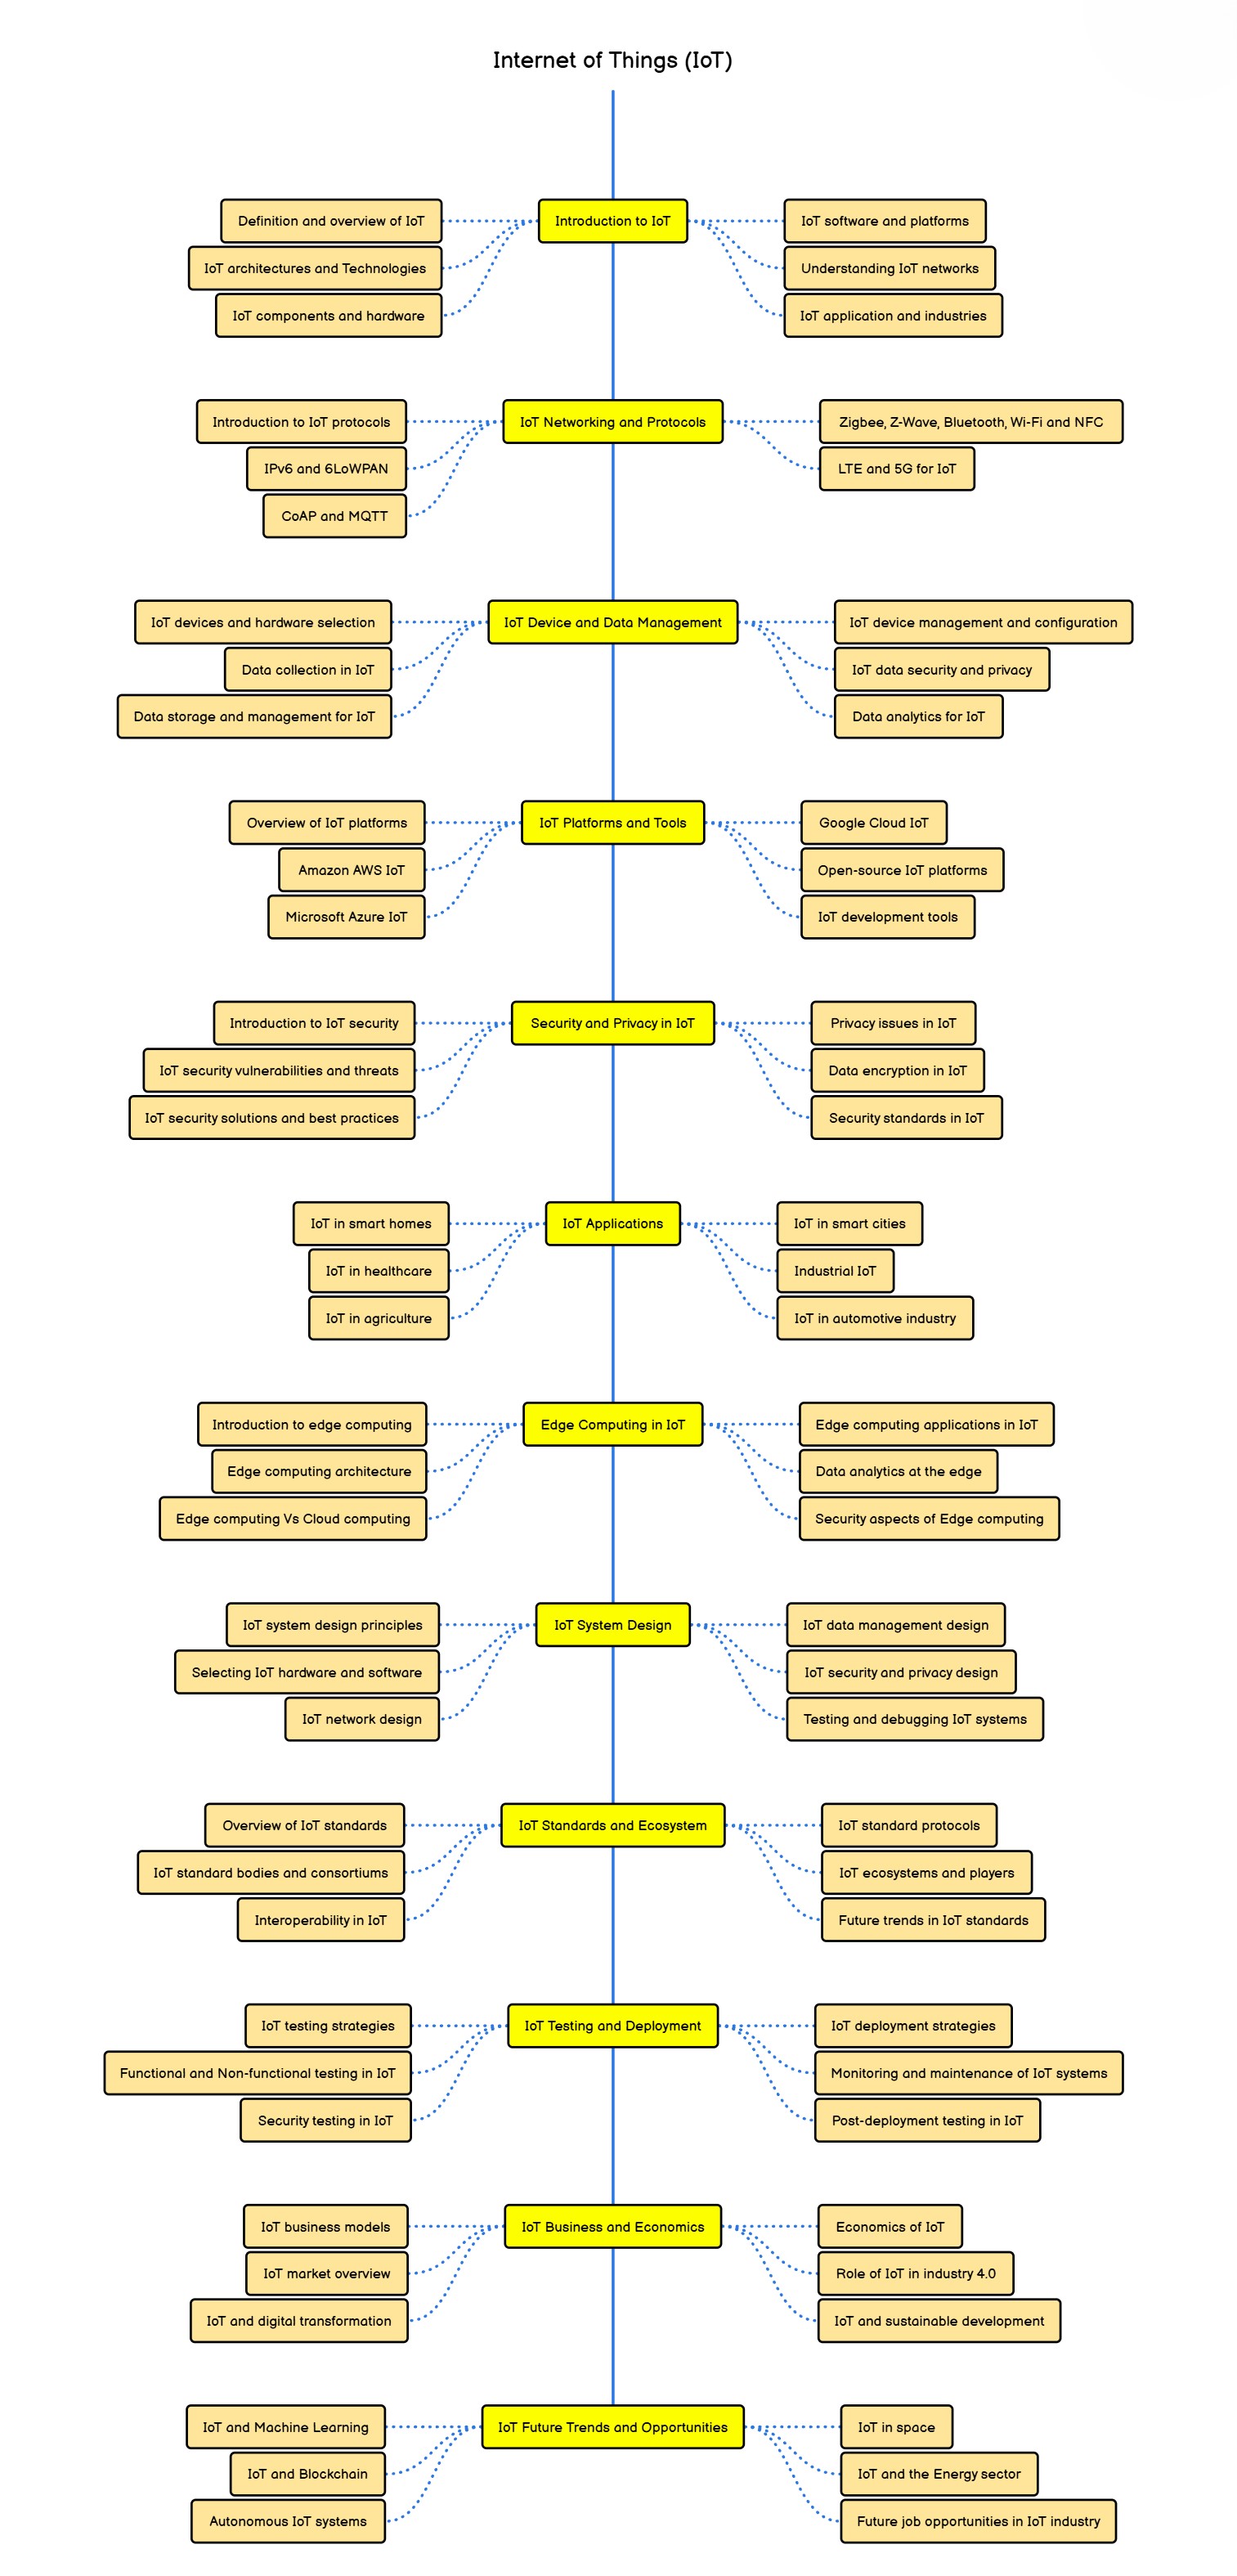 Internet of Things (IoT)
Definition and overview of IoT
Introduction to IoT
IoT software and platforms
IoT architectures and Technologies
Understanding IoT networks
IoT components and hardware
IoT application and industries
Introduction to IoT protocols
IoT Networking and Protocols
Zigbee, Z-Wave, Bluetooth, Wi-Fi and NFC
IPv6 and 6LoWPAN
LTE and 5G for IoT
CoAP and MQTT
IoT devices and hardware selection
IoT Device and Data Management
IoT device management and configuration
Data collection in IoT
IoT data security and privacy
Data storage and management for IoT
Data analytics for IoT
Overview of IoT platforms
IoT Platforms and Tools
Google Cloud IoT
Amazon AWS IoT
Open-source IoT platforms
Microsoft Azure IoT
IoT development tools
Introduction to IoT security
Security and Privacy in IoT
Privacy issues in IoT
IoT security vulnerabilities and threats
Data encryption in IoT
IoT security solutions and best practices
Security standards in IoT
IoT in smart homes
IoT Applications
IoT in smart cities
IoT in healthcare
Industrial IoT
IoT in agriculture
IoT in automotive industry
Introduction to edge computing
Edge Computing in IoT
Edge computing applications in IoT
Edge computing architecture
Data analytics at the edge
Edge computing Vs Cloud computing
Security aspects of Edge computing
IoT system design principles
IoT System Design
IoT data management design
Selecting IoT hardware and software
IoT security and privacy design
IoT network design
Testing and debugging IoT systems
Overview of IoT standards
IoT Standards and Ecosystem
IoT standard protocols
IoT standard bodies and consortiums
IoT ecosystems and players
Interoperability in IoT
Future trends in IoT standards
IoT testing strategies
IoT Testing and Deployment
IoT deployment strategies
Functional and Non-functional testing in IoT
Monitoring and maintenance of IoT systems
Security testing in IoT
Post-deployment testing in IoT
IoT business models
IoT Business and Economics
Economics of IoT
IoT market overview
Role of IoT in industry 4.0
IoT and digital transformation
IoT and sustainable development
IoT and Machine Learning
IoT Future Trends and Opportunities
IoT in space
IoT and Blockchain
IoT and the Energy sector
Autonomous IoT systems
Future job opportunities in IoT industry